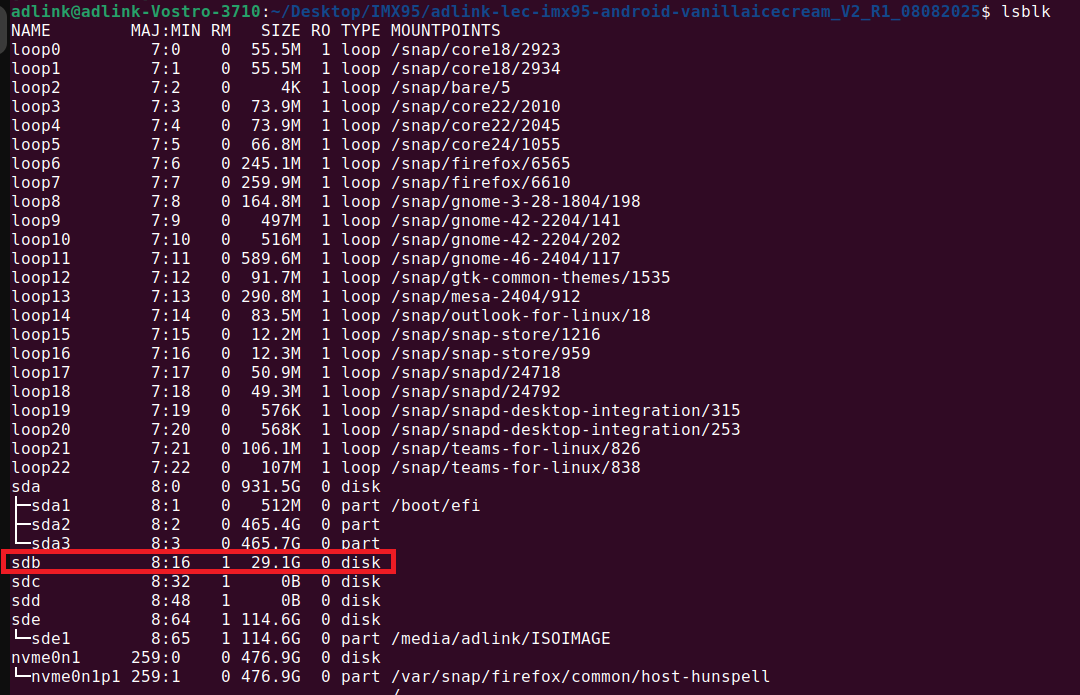 adlink@adlink-Vostro-3710:~/Desktop/IMX95/adlink-lec-imx95-android-vanillaicecream_V2_R1_08082025$ lsblk
NAME        MAJ:MIN RM   SIZE RO TYPE MOUNTPOINTS
loop0         7:0    0  55.5M  1 loop /snap/core18/2923
loop1         7:1    0  55.5M  1 loop /snap/core18/2934
loop2         7:2    0     4K  1 loop /snap/bare/5
loop3         7:3    0  73.9M  1 loop /snap/core22/2010
loop4         7:4    0  73.9M  1 loop /snap/core22/2045
loop5         7:5    0  66.8M  1 loop /snap/core24/1055
loop6         7:6    0 245.1M  1 loop /snap/firefox/6565
loop7         7:7    0 259.9M  1 loop /snap/firefox/6610
loop8         7:8    0 164.8M  1 loop /snap/gnome-3-28-1804/198
loop9         7:9    0   497M  1 loop /snap/gnome-42-2204/141
loop10        7:10   0   516M  1 loop /snap/gnome-42-2204/202
loop11        7:11   0 589.6M  1 loop /snap/gnome-46-2404/117
loop12        7:12   0  91.7M  1 loop /snap/gtk-common-themes/1535
loop13        7:13   0 290.8M  1 loop /snap/mesa-2404/912
loop14        7:14   0  83.5M  1 loop /snap/outlook-for-linux/18
loop15        7:15   0  12.2M  1 loop /snap/snap-store/1216
loop16        7:16   0  12.3M  1 loop /snap/snap-store/959
loop17        7:17   0  50.9M  1 loop /snap/snapd/24718
loop18        7:18   0  49.3M  1 loop /snap/snapd/24792
loop19        7:19   0   576K  1 loop /snap/snapd-desktop-integration/315
loop20        7:20   0   568K  1 loop /snap/snapd-desktop-integration/253
loop21        7:21   0 106.1M  1 loop /snap/teams-for-linux/826
loop22        7:22   0   107M  1 loop /snap/teams-for-linux/838
sda           8:0    0 931.5G  0 disk
├─sda1        8:1    0   512M  0 part /boot/efi
├─sda2        8:2    0 465.4G  0 part
└─sda3        8:3    0 465.7G  0 part
sdb           8:16   1  29.1G  0 disk
sdc           8:32   1     0B  0 disk
sdd           8:48   1     0B  0 disk
sde           8:64   1 114.6G  0 disk
└─sde1        8:65   1 114.6G  0 part /media/adlink/ISOIMAGE
nvme0n1     259:0    0 476.9G  0 disk
└─nvme0n1p1 259:1    0 476.9G  0 part /var/snap/firefox/common/host-hunspell
/